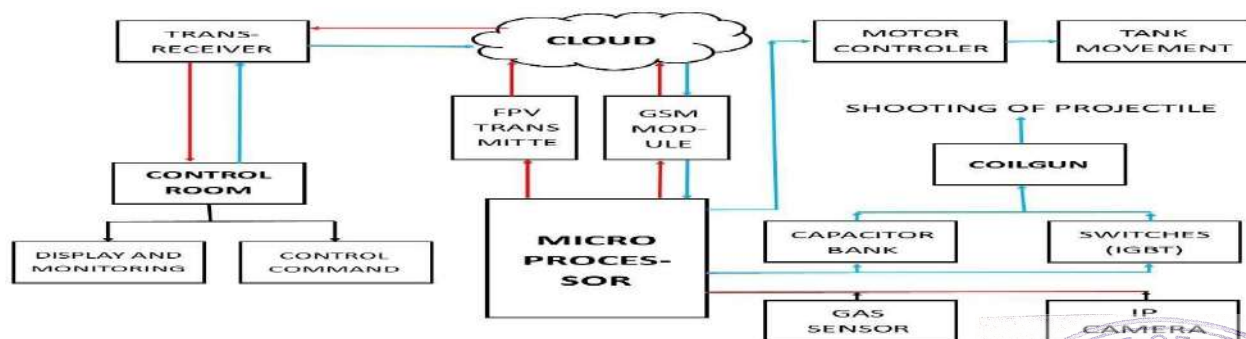 TRANS-
RECEIVER
CLOUD
MOTOR
CONTROLER
TANK
MOVEMENT
FPV
TRANS
MITTE
GSM
MOD-
ULE
SHOOTING OF PROJECTILE
CONTROL
ROOM
COILGUN
DISPLAY AND
MONITORING
CONTROL
COMMAND
MICRO
PROCES-
SOR
CAPACITOR
BANK
SWITCHES
(IGBT)
GAS
SENSOR
IP
CAMERA